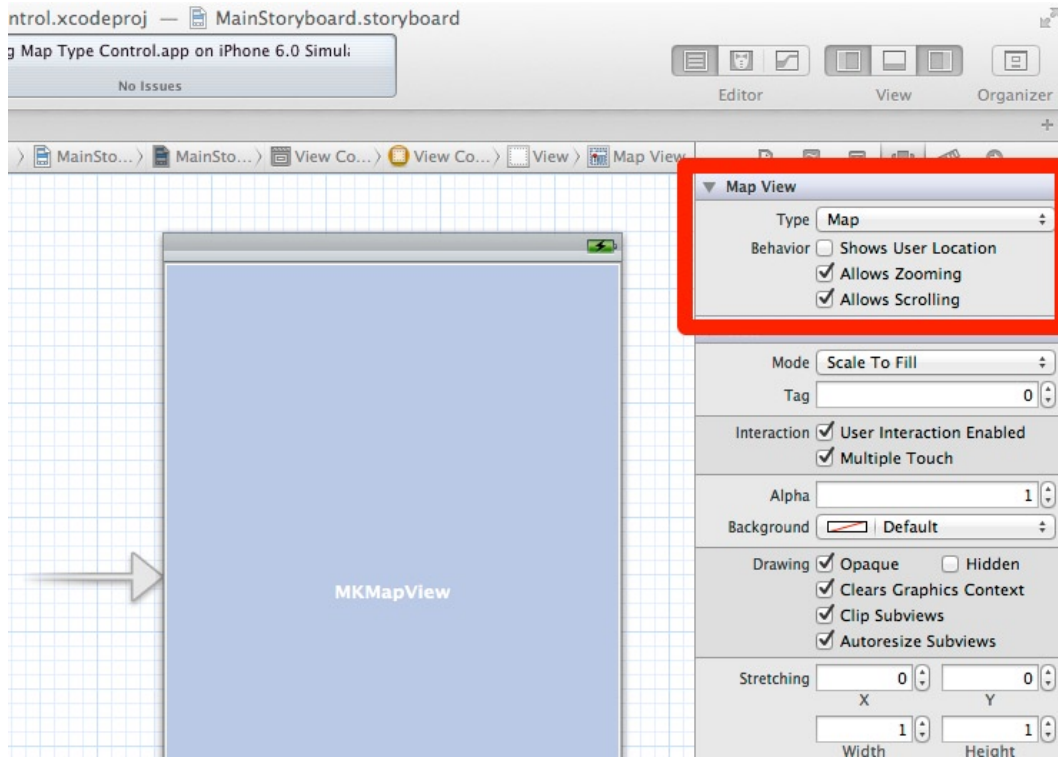 ntrol.xcodeproj — MainStoryboard.storyboard
g Map Type Control.app on iPhone 6.0 Simul
No Issues
Editor View Organizer
MainSto... MainSto... View Co... View Co... View Map View
Map View
Type Map
Behavior Shows User Location
Allows Zooming
Allows Scrolling
Mode Scale To Fill
Tag 0
Interaction User Interaction Enabled
Multiple Touch
Alpha 1
Background Default
Drawing Opaque Hidden
Clears Graphics Context
Clip Subviews
Autoresize Subviews
Stretching 0 0
X Y
1 1
Width Height
MKMapView